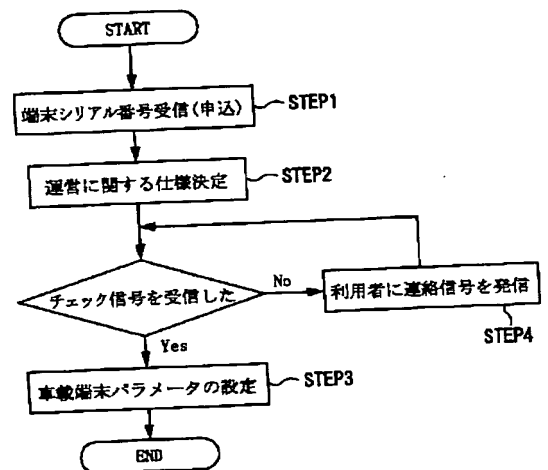 START
端末シリアル番号受信(申込)
STEP1
運営に関する仕様決定
STEP2
チェック信号を受信した
No
利用者に連絡信号を発信
STEP4
Yes
車載端末パラメータの設定
STEP3
END